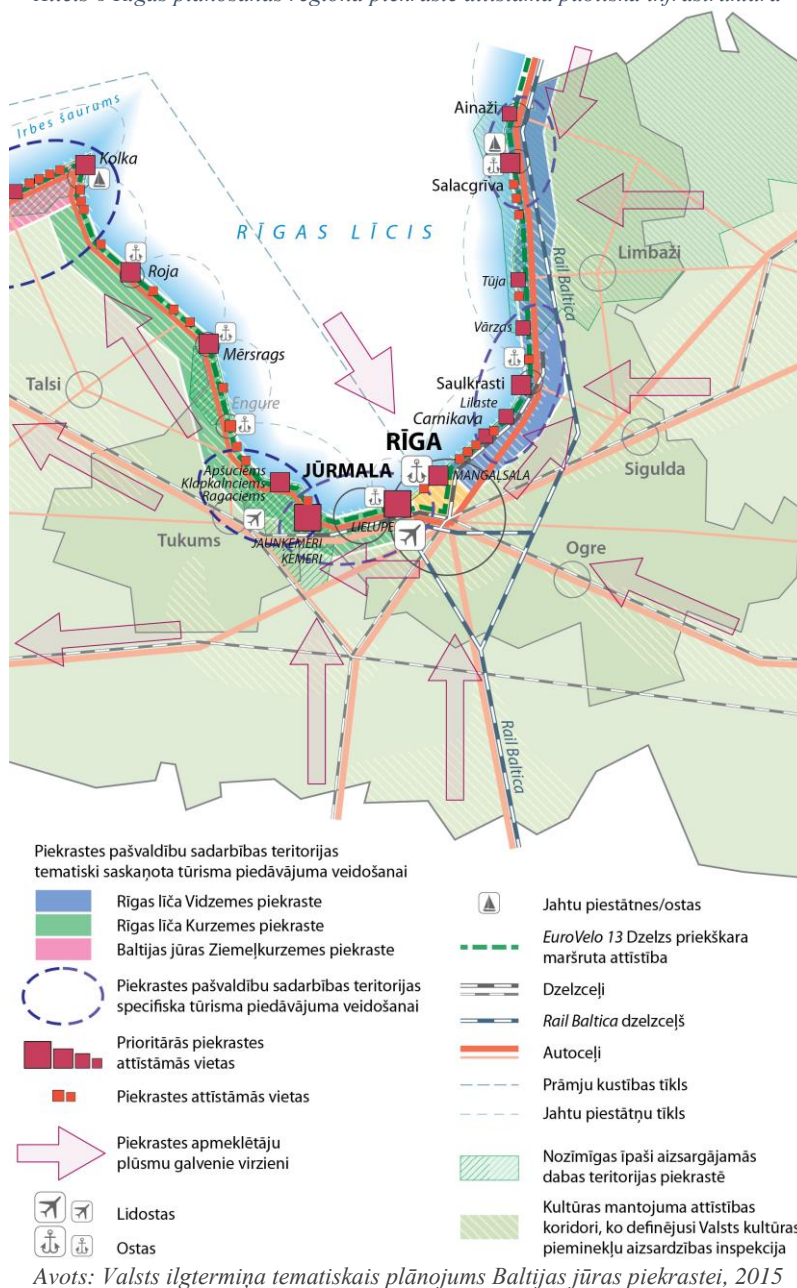 Irbes šaurums
Kolka
Ainaži
Salacgrīva
RĪGAS LĪCIS
Limbaži
Rail Baltica
Roja
Tūja
Mērsrags
Vārzas
Talsi
Saulkrasti
Lilaste
Engure
Carnikava
RĪGA
Sigulda
Apšuciems
Klapkalnciems
Ragaciems
JŪRMALA
MANGAĻSALA
LIELUPE
Tukums
JAUNĶEMERI
ĶEMERI
Ogre
Rail Baltica
Piekrastes pašvaldību sadarbības teritorijas
tematiski saskaņota tūrisma piedāvājuma veidošanai
Rīgas līča Vidzemes piekraste
Rīgas līča Kurzemes piekraste
Baltijas jūras Ziemeļkurzemes piekraste
Piekrastes pašvaldību sadarbības teritorijas
specifiska tūrisma piedāvājuma veidošanai
Prioritārās piekrastes
attīstāmās vietas
Piekrastes attīstāmās vietas
Piekrastes apmeklētāju
plūsmu galvenie virzieni
Lidostas
Ostas
Jahtu piestātnes/ostas
EuroVelo 13 Dzelzs priekškara
maršruta attīstība
Dzelzceļi
Rail Baltica dzelzceļš
Autoceļi
Prāmju kustības tīkls
Jahtu piestātņu tīkls
Nozīmīgas īpaši aizsargājamās
dabas teritorijas piekrastē
Kultūras mantojuma attīstības
koridori, ko definējusi Valsts kultūras
pieminekļu aizsardzības inspekcija
Avots: Valsts ilgtermiņa tematiskais plānojums Baltijas jūras piekrastei, 2015